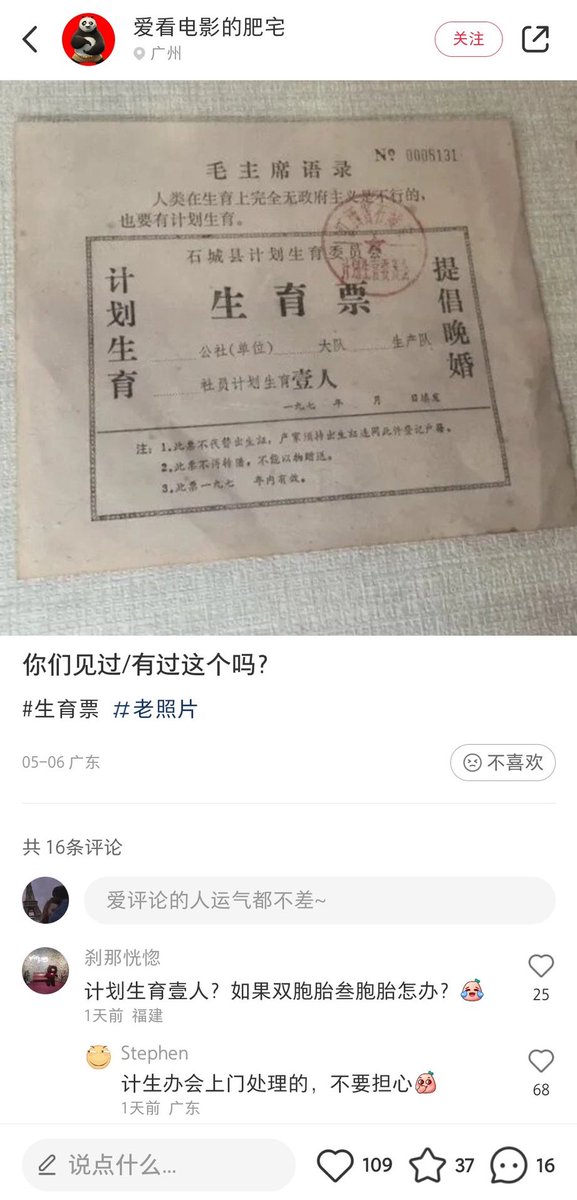 爱看电影的肥宅
广州
关注
№ 0008131
毛主席语录
人类在生育上完全无政府主义是不行的，
也要有计划生育。
石城县计划生育委员会
计划生育
生育票
提倡晚婚
公社(单位) 大队 生产队
社员计划生育壹人
一九七 年 月 日填发
注：1.此票不代替出生证，产家须持出生证连同此许登记户籍。
2.此票不得转借，不能以物赠送。
3.此票一九七 年内有效。
你们见过/有过这个吗?
#生育票 #老照片
05-06 广东
不喜欢
共 16条评论
爱评论的人运气都不差~
刹那恍惚
计划生育壹人？如果双胞胎叁胞胎怎办？
25
1天前 福建
Stephen
计生办会上门处理的，不要担心
68
1天前 广东
说点什么...
109
37
16